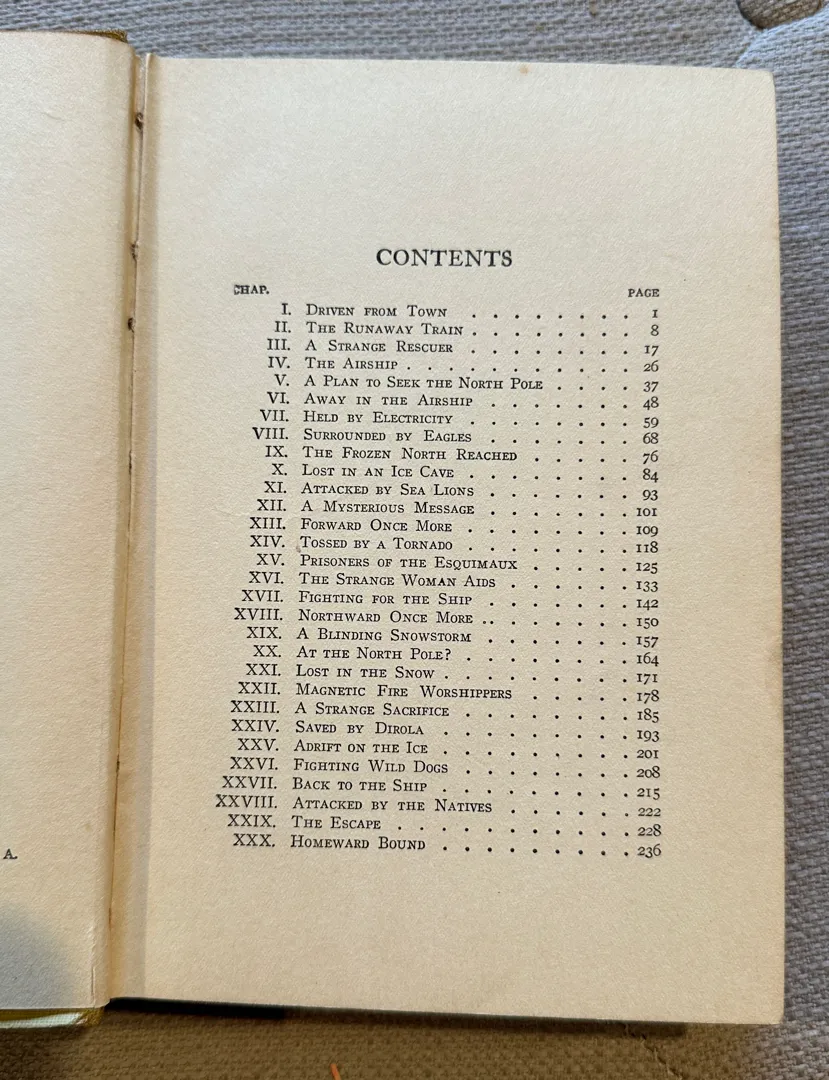 CONTENTS
CHAP. PAGE
I. DRIVEN FROM TOWN . . . . . . . . 1
II. THE RUNAWAY TRAIN . . . . . . . . 8
III. A STRANGE RESCUER . . . . . . . . 17
IV. THE AIRSHIP . . . . . . . . . . 26
V. A PLAN TO SEEK THE NORTH POLE . . . . 37
VI. AWAY IN THE AIRSHIP . . . . . . . 48
VII. HELD BY ELECTRICITY . . . . . . . . 59
VIII. SURROUNDED BY EAGLES . . . . . . . 68
IX. THE FROZEN NORTH REACHED . . . . . 76
X. LOST IN AN ICE CAVE . . . . . . . . 84
XI. ATTACKED BY SEA LIONS . . . . . . . 93
XII. A MYSTERIOUS MESSAGE . . . . . . . 101
XIII. FORWARD ONCE MORE . . . . . . . . 109
XIV. TOSSED BY A TORNADO . . . . . . . . 118
XV. PRISONERS OF THE ESQUIMAUX . . . . . 125
XVI. THE STRANGE WOMAN AIDS . . . . . . 133
XVII. FIGHTING FOR THE SHIP . . . . . . . 142
XVIII. NORTHWARD ONCE MORE .. . . . . . . 150
XIX. A BLINDING SNOWSTORM . . . . . . . 157
XX. AT THE NORTH POLE? . . . . . . . . 164
XXI. LOST IN THE SNOW . . . . . . . . . 171
XXII. MAGNETIC FIRE WORSHIPPERS . . . . . 178
XXIII. A STRANGE SACRIFICE . . . . . . . . 185
XXIV. SAVED BY DIROLA . . . . . . . . . 193
XXV. ADRIFT ON THE ICE . . . . . . . . . 201
XXVI. FIGHTING WILD DOGS . . . . . . . . 208
XXVII. BACK TO THE SHIP . . . . . . . . . 215
XXVIII. ATTACKED BY THE NATIVES . . . . . . 222
XXIX. THE ESCAPE . . . . . . . . . . . 228
XXX. HOMEWARD BOUND . . . . . . . . . 236
A.